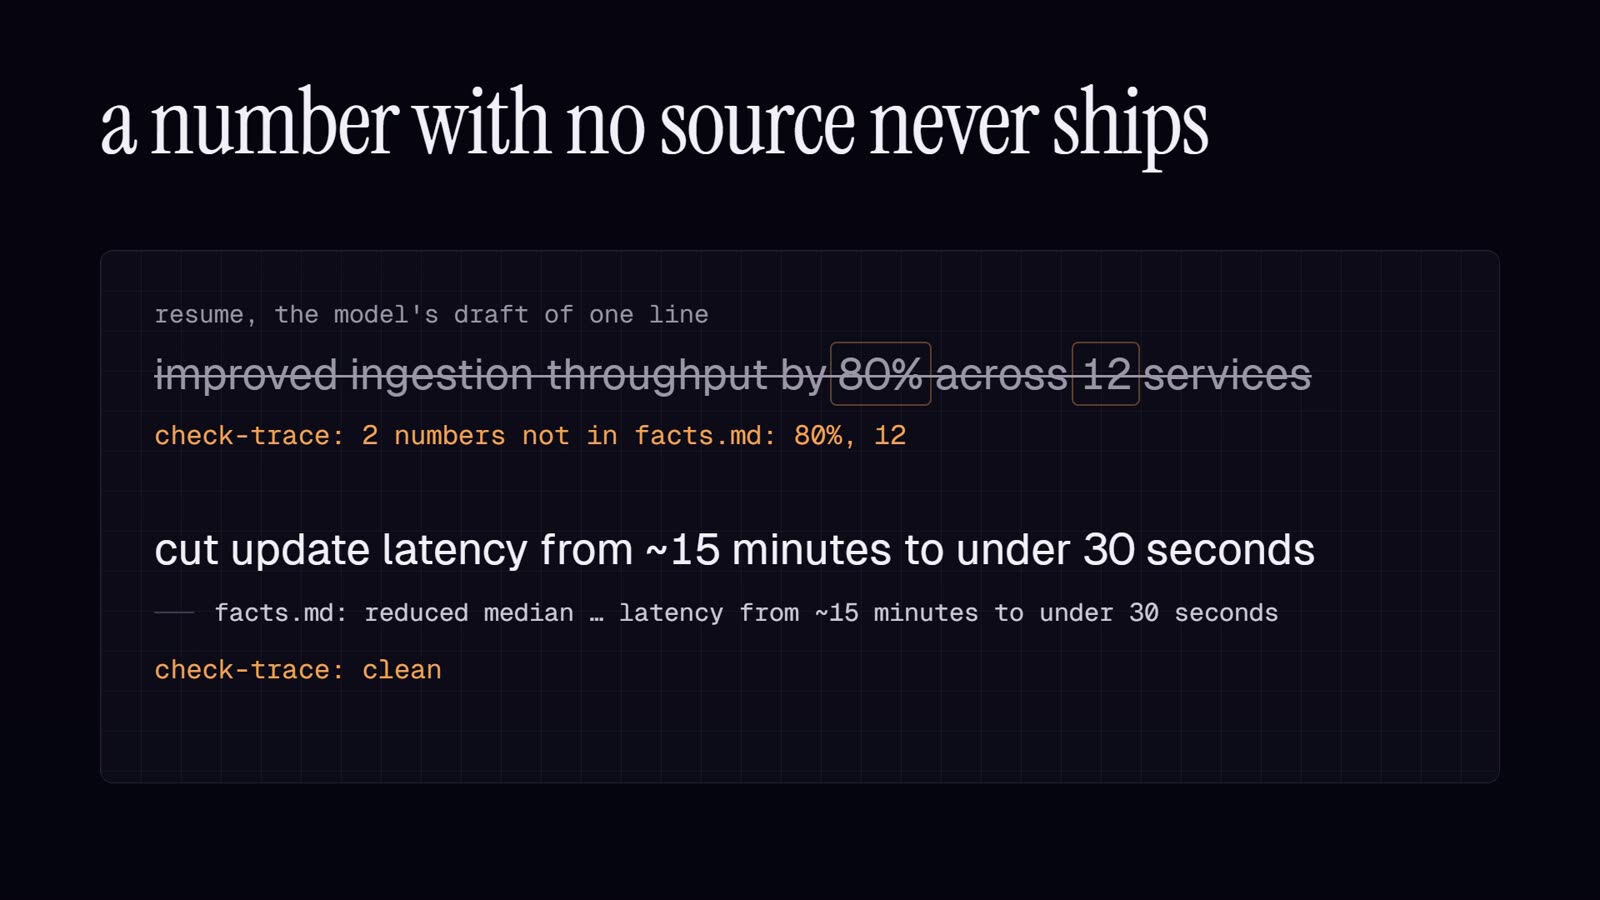 a number with no source never ships
resume, the model's draft of one line
improved ingestion throughput by 80% across 12 services
check-trace: 2 numbers not in facts.md: 80%, 12
cut update latency from ~15 minutes to under 30 seconds
facts.md: reduced median … latency from ~15 minutes to under 30 seconds
check-trace: clean